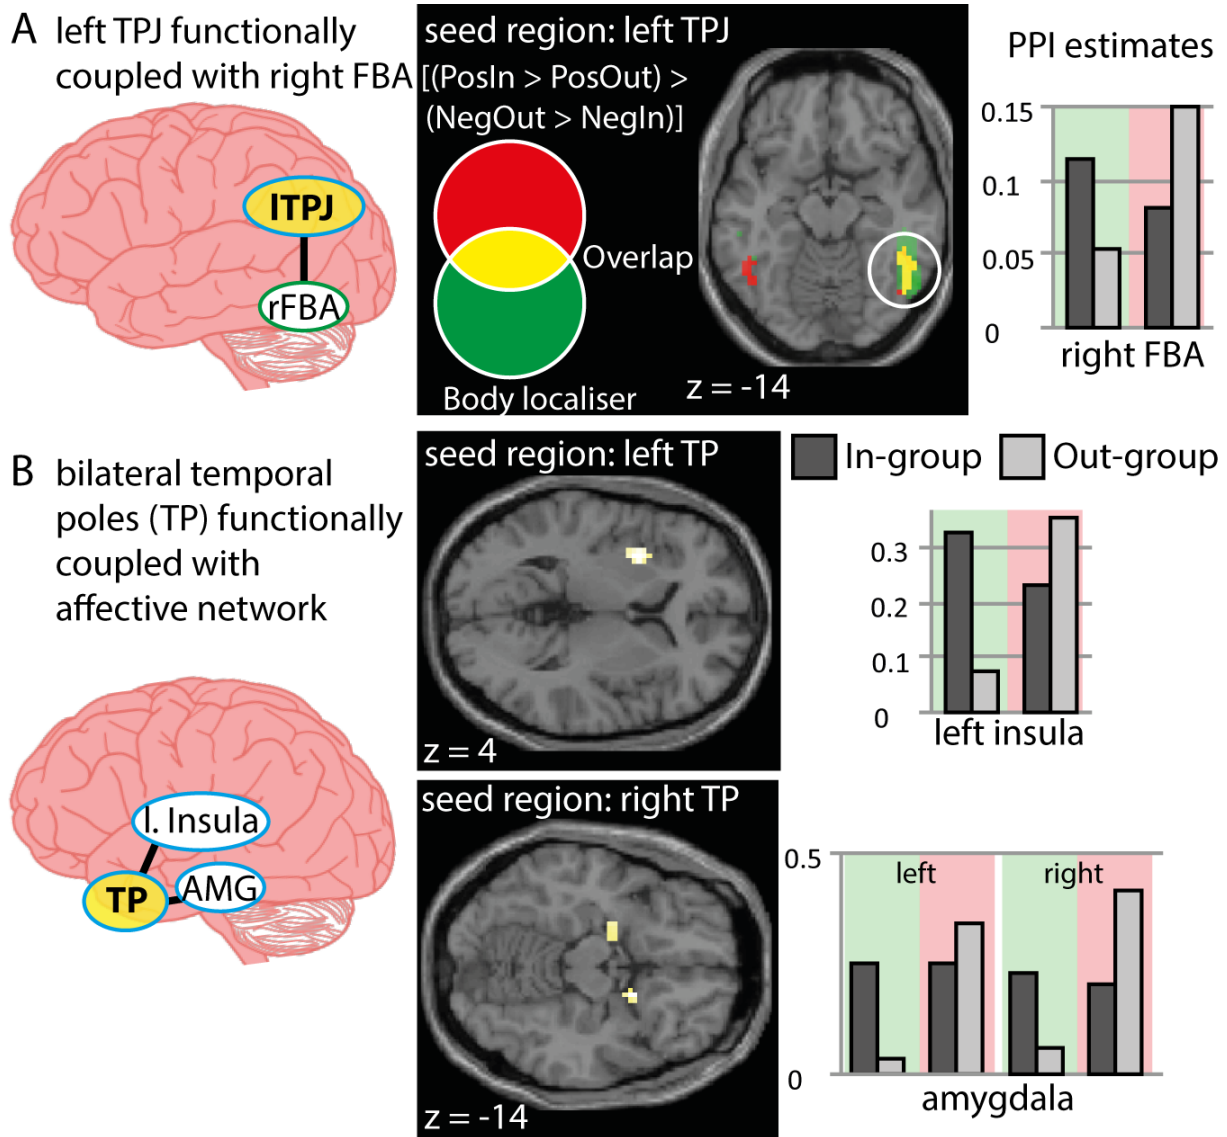 A left TPJ functionally
coupled with right FBA
lTPJ
rFBA
seed region: left TPJ
[(PosIn > PosOut) >
(NegOut > NegIn)]
Overlap
Body localiser
z = -14
PPI estimates
0.15
0.1
0.05
0
right FBA
B bilateral temporal
poles (TP) functionally
coupled with
affective network
l. Insula
TP
AMG
seed region: left TP
z = 4
In-group
Out-group
0.3
0.2
0.1
0
left insula
seed region: right TP
z = -14
0.5
left
right
0
amygdala